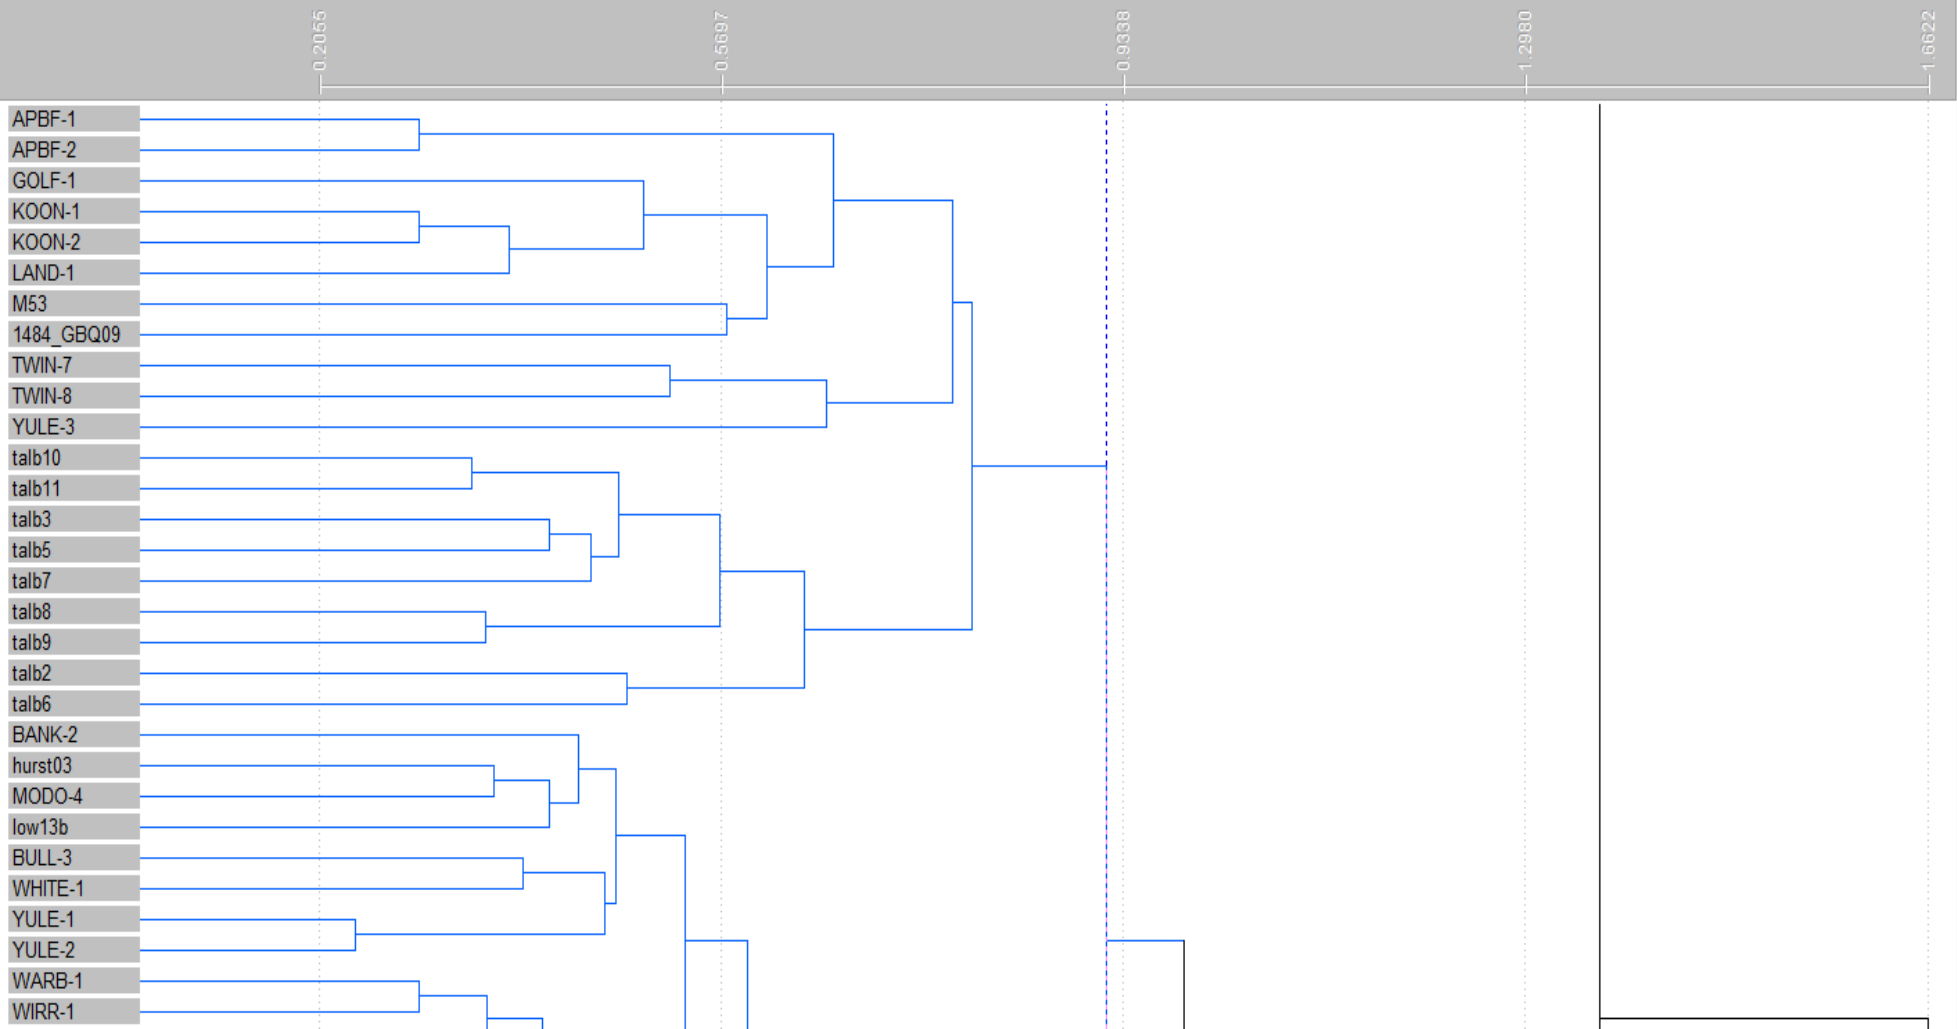 0.2055 0.5697 0.9338 1.2980 1.6622
APBF-1
APBF-2
GOLF-1
KOON-1
KOON-2
LAND-1
M53
1484_GBQ09
TWIN-7
TWIN-8
YULE-3
talb10
talb11
talb3
talb5
talb7
talb8
talb9
talb2
talb6
BANK-2
hurst03
MODO-4
low13b
BULL-3
WHITE-1
YULE-1
YULE-2
WARB-1
WIRR-1